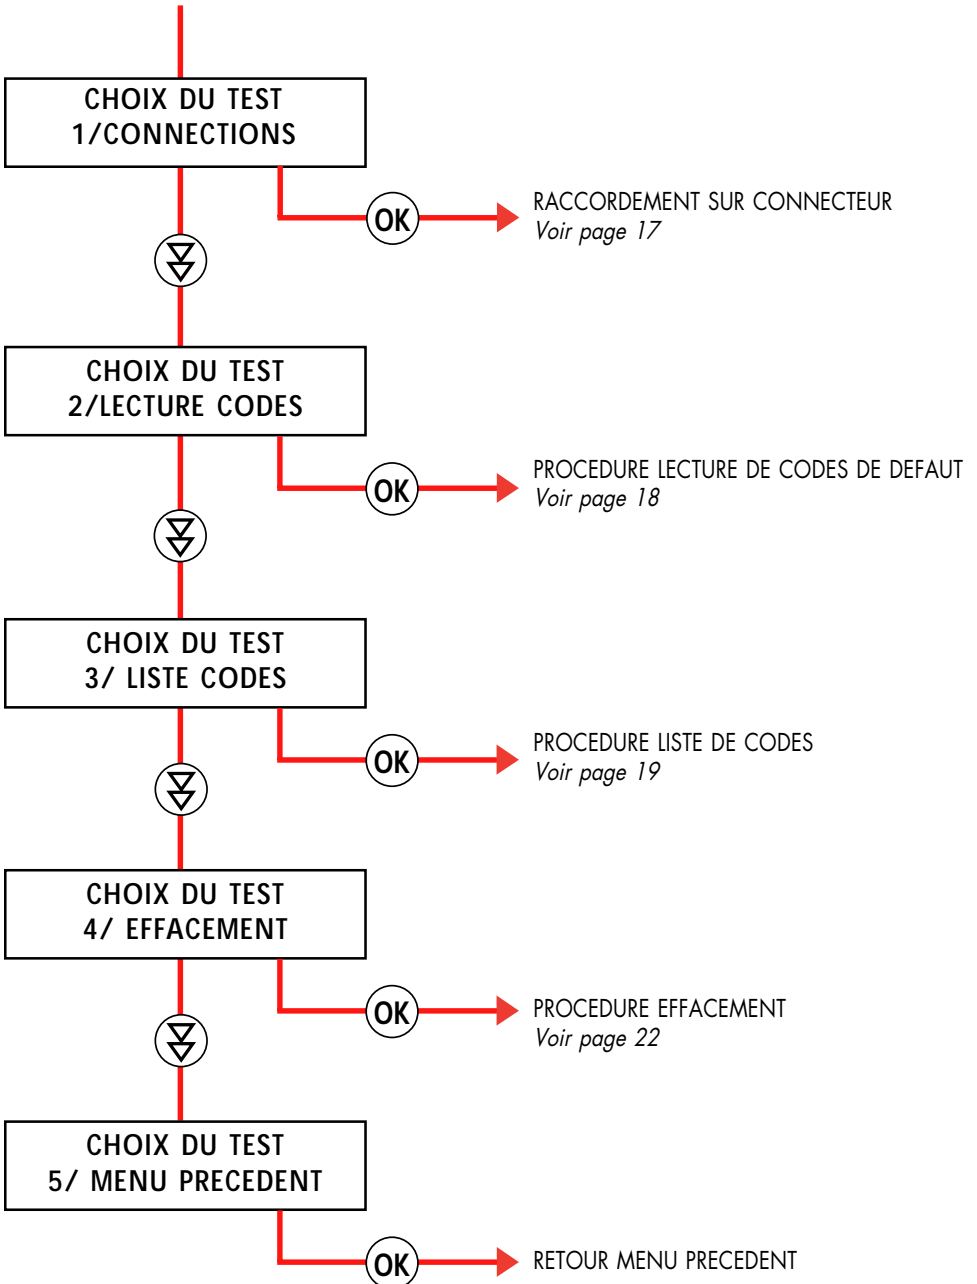 CHOIX DU TEST
1/CONNECTIONS
OK
RACCORDEMENT SUR CONNECTEUR
Voir page 17
CHOIX DU TEST
2/LECTURE CODES
OK
PROCEDURE LECTURE DE CODES DE DEFAUT
Voir page 18
CHOIX DU TEST
3/ LISTE CODES
OK
PROCEDURE LISTE DE CODES
Voir page 19
CHOIX DU TEST
4/ EFFACEMENT
OK
PROCEDURE EFFACEMENT
Voir page 22
CHOIX DU TEST
5/ MENU PRECEDENT
OK
RETOUR MENU PRECEDENT